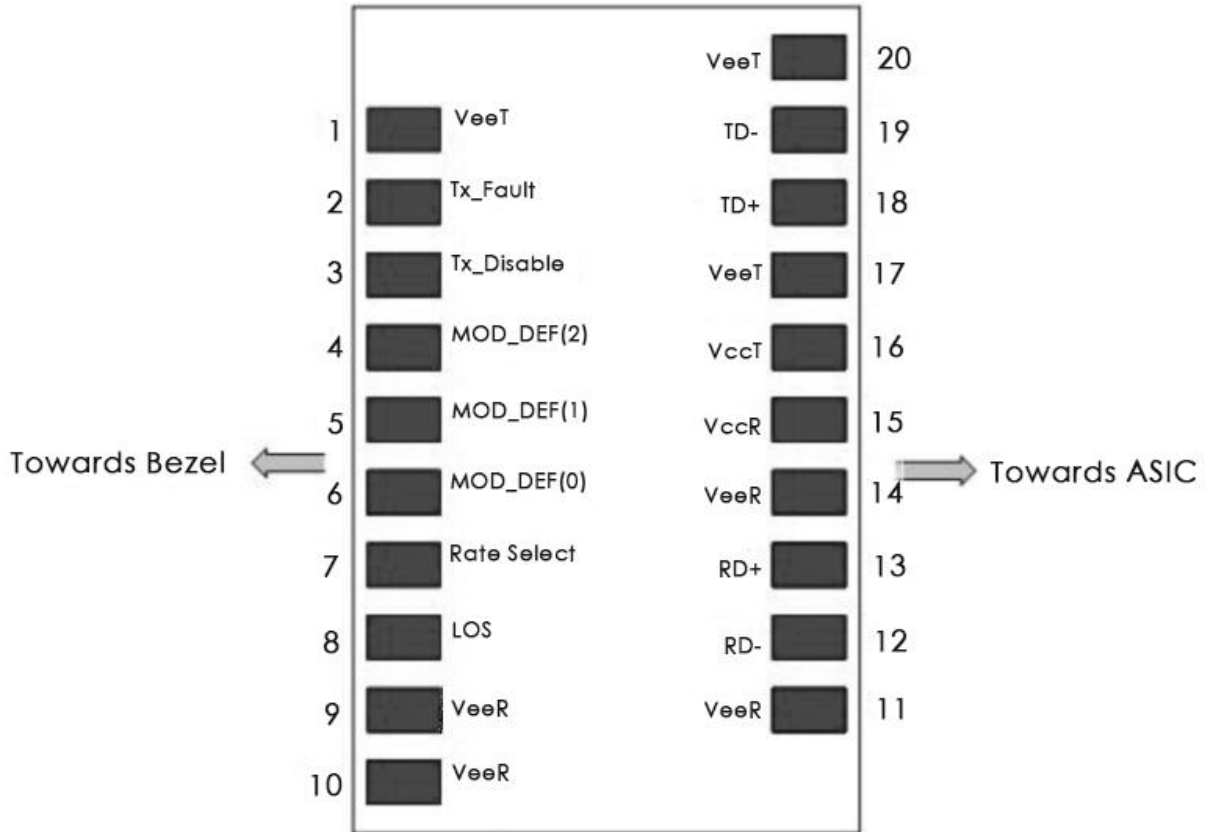 VeeT 20
1 VeeT
TD- 19
2 Tx_Fault
TD+ 18
3 Tx_Disable
VeeT 17
4 MOD_DEF(2)
VccT 16
5 MOD_DEF(1)
VccR 15
Towards Bezel
6 MOD_DEF(0)
VeeR 14
Towards ASIC
7 Rate Select
RD+ 13
8 LOS
RD- 12
9 VeeR
VeeR 11
10 VeeR